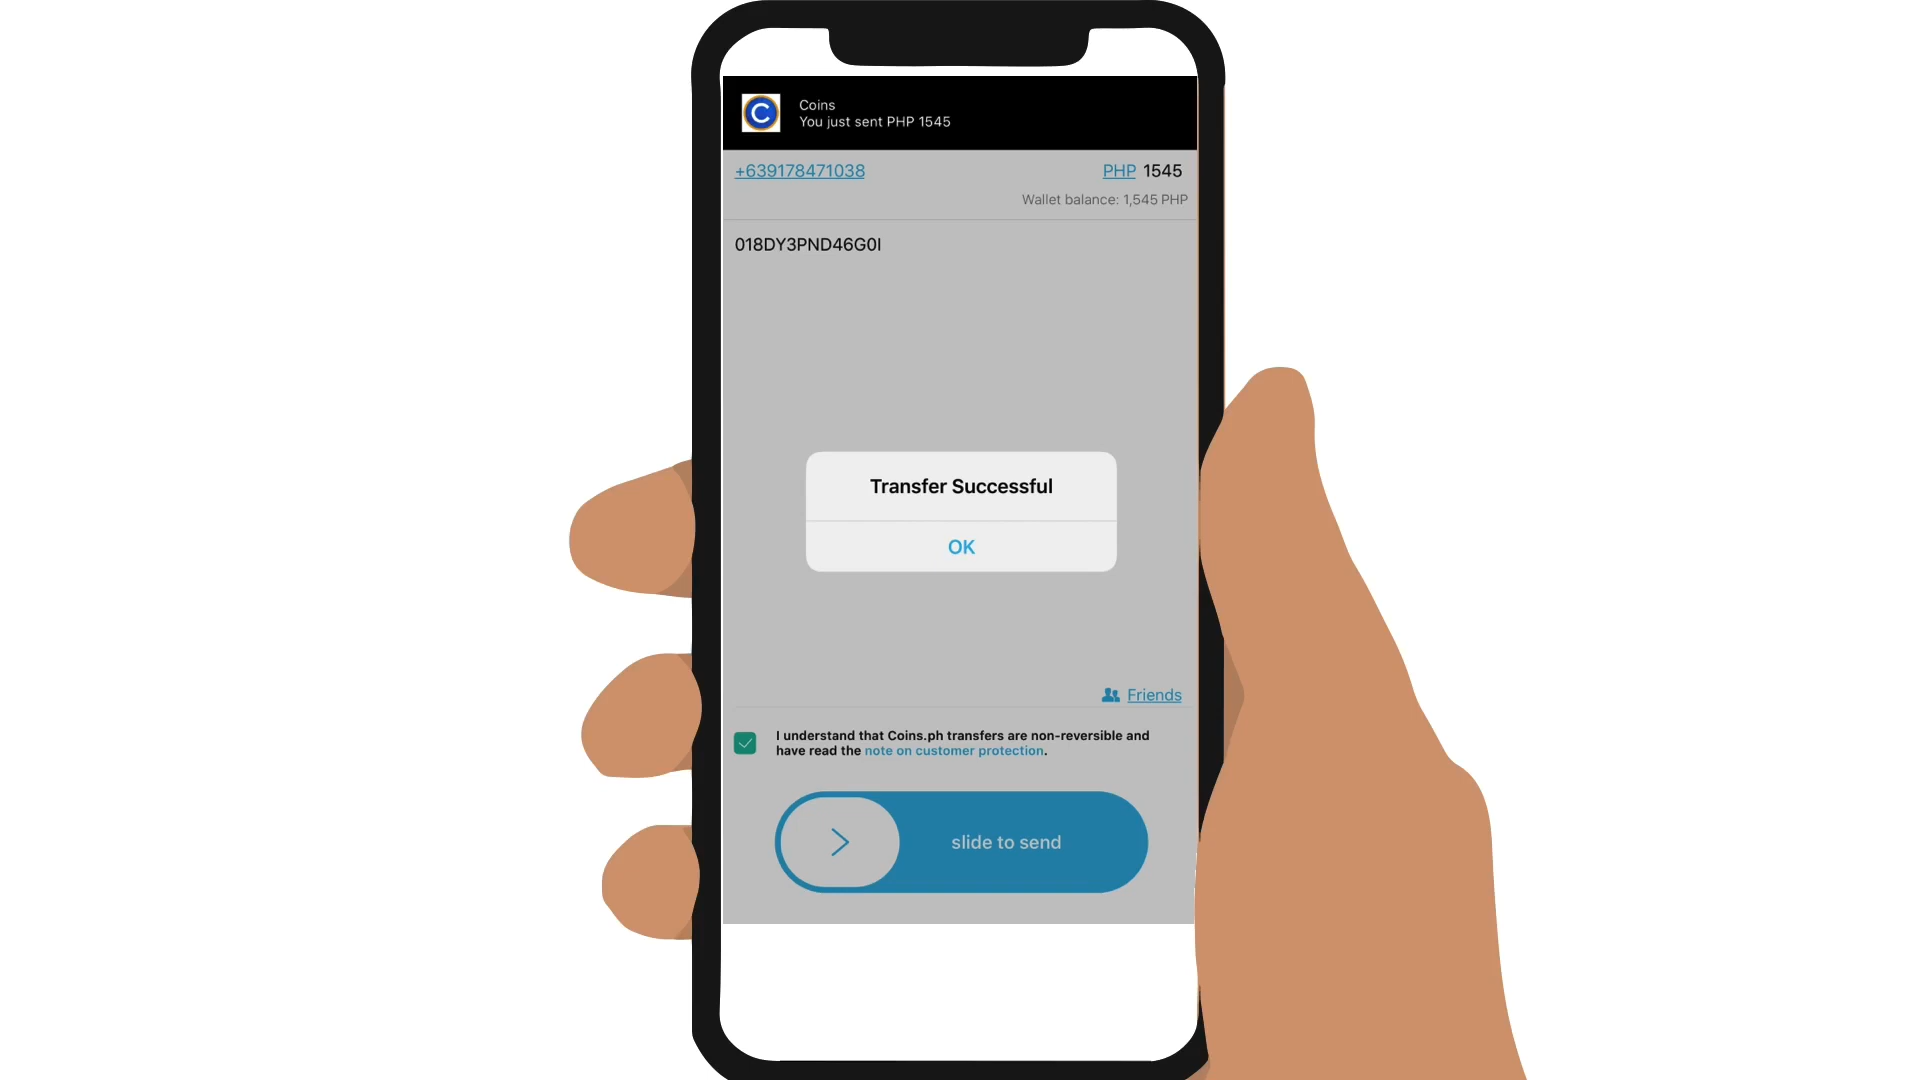 Coins
You just sent PHP 1545
+639178471038
PHP 1545
Wallet balance: 1,545 PHP
018DY3PND46G0I
Transfer Successful
OK
Friends
I understand that Coins.ph transfers are non-reversible and
have read the note on customer protection.
slide to send